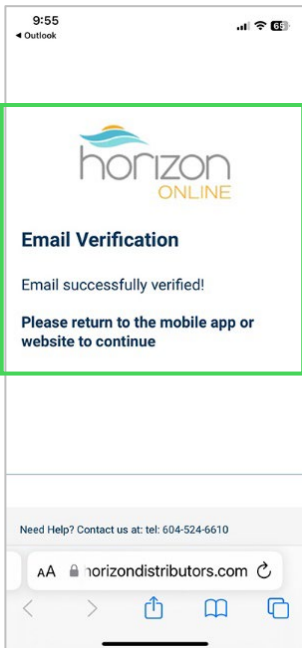 9:55
◀ Outlook
65
horizon
ONLINE
Email Verification
Email successfully verified!
Please return to the mobile app or
website to continue
Need Help? Contact us at: tel: 604-524-6610
AA horizondistributors.com